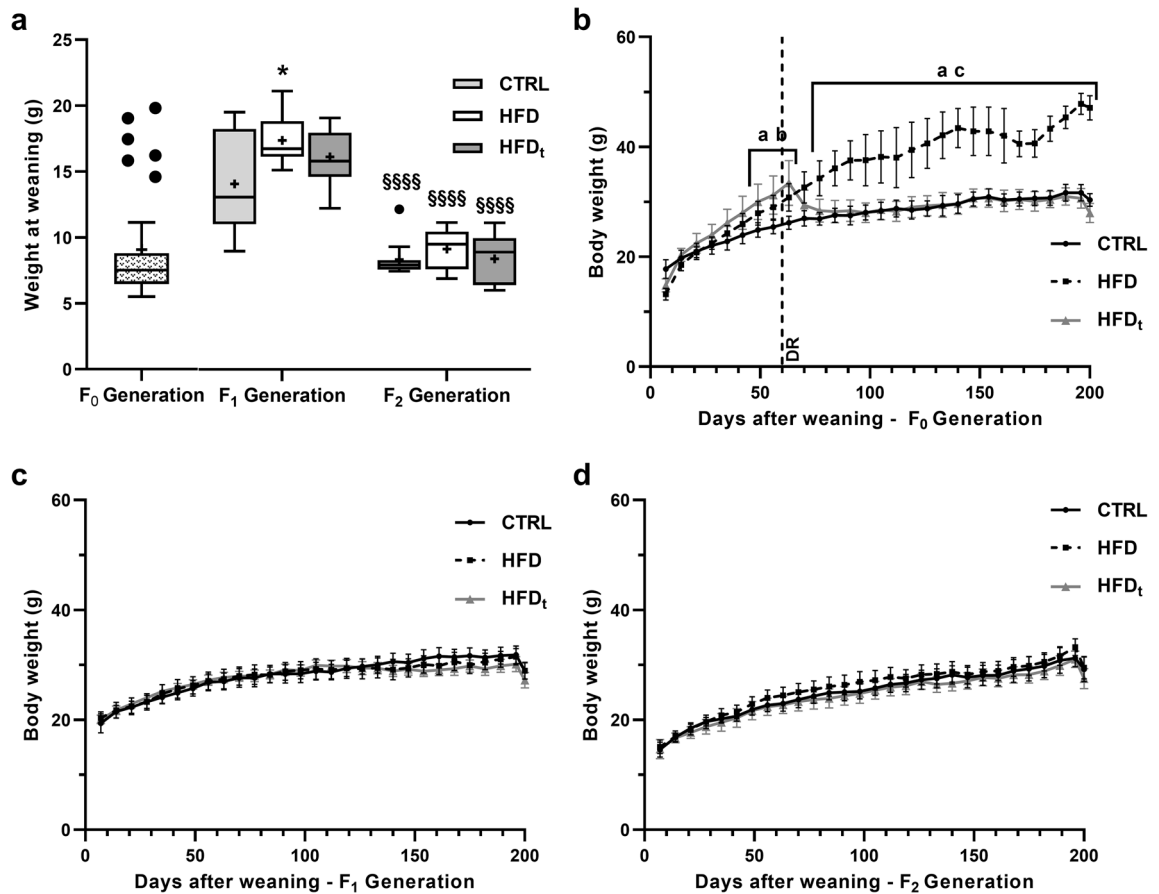 a
Weight at weaning (g)
25
20
15
10
5
0
*
CTRL
HFD
HFDt
§§§§
§§§§
§§§§
F0 Generation
F1 Generation
F2 Generation
b
Body weight (g)
60
40
20
0
a b
a c
DR
CTRL
HFD
HFDt
0
50
100
150
200
Days after weaning - F0 Generation
c
Body weight (g)
60
40
20
0
CTRL
HFD
HFDt
0
50
100
150
200
Days after weaning - F1 Generation
d
Body weight (g)
60
40
20
0
CTRL
HFD
HFDt
0
50
100
150
200
Days after weaning - F2 Generation